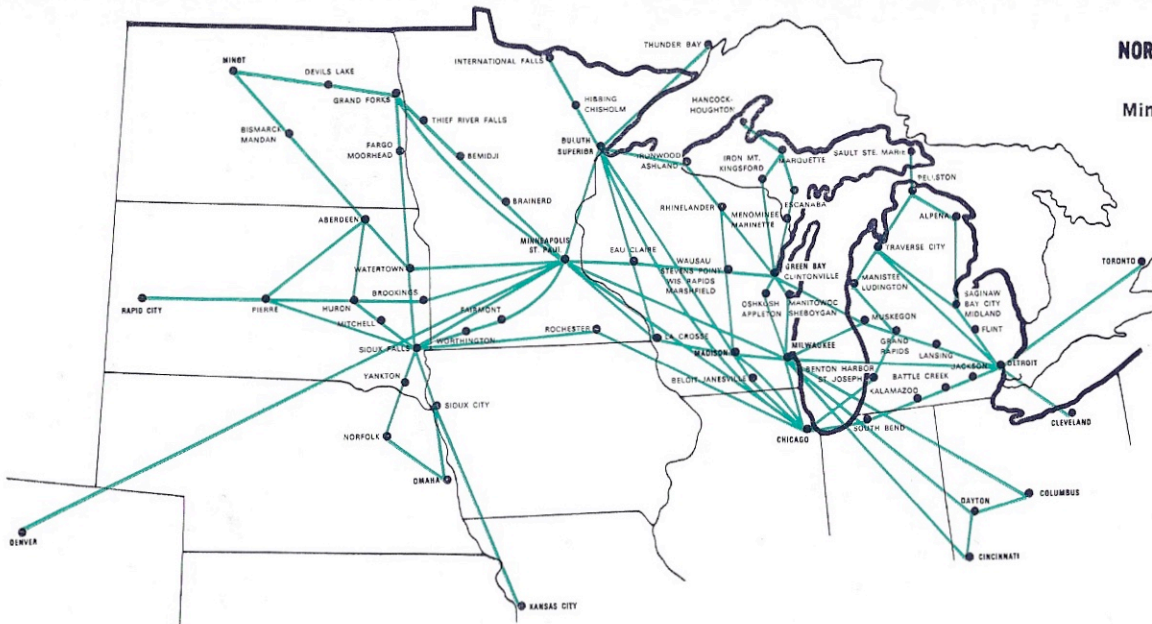 NOR
Min
THUNDER BAY
INTERNATIONAL FALLS
MINOT
DEVILS LAKE
GRAND FORKS
HIBBING
CHISHOLM
HANCOCK-
HOUGHTON
THIEF RIVER FALLS
BISMARCK
MANDAN
FARGO
MOORHEAD
BEMIDJI
DULUTH
SUPERIOR
IRONWOOD
ASHLAND
IRON MT.
KINGSFORD
MARQUETTE
SAULT STE. MARIE
PELLSTON
BRAINERD
RHINELANDER
ESCANABA
MENOMINEE
MARINETTE
ALPENA
ABERDEEN
MINNEAPOLIS
ST. PAUL
EAU CLAIRE
TRAVERSE CITY
WATERTOWN
WAUSAU
STEVENS POINT
WIS. RAPIDS
MARSHFIELD
GREEN BAY
CLINTONVILLE
TORONTO
MANISTEE
LUDINGTON
RAPID CITY
PIERRE
HURON
BROOKINGS
OSHKOSH
APPLETON
MANITOWOC
SHEBOYGAN
SAGINAW
BAY CITY
MIDLAND
MITCHELL
FAIRMONT
ROCHESTER
MUSKEGON
FLINT
SIOUX FALLS
WORTHINGTON
LA CROSSE
GRAND
RAPIDS
LANSING
MADISON
MILWAUKEE
DETROIT
YANKTON
BELOIT-JANESVILLE
BENTON HARBOR
ST. JOSEPH
BATTLE CREEK
JACKSON
KALAMAZOO
SIOUX CITY
CHICAGO
SOUTH BEND
CLEVELAND
NORFOLK
OMAHA
COLUMBUS
DAYTON
DENVER
CINCINNATI
KANSAS CITY